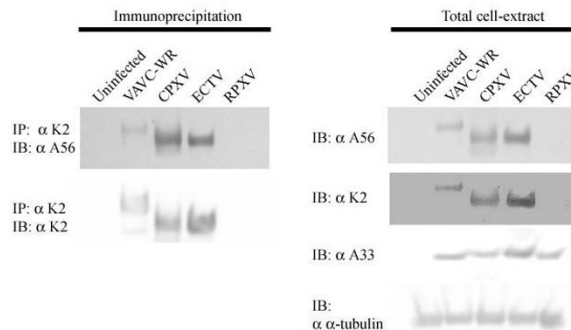 Immunoprecipitation
Uninfected
VAVC-WR
CPXV
ECTV
RPXV
IP: α K2
IB: α A56
IP: α K2
IB: α K2
Total cell-extract
Uninfected
VAVC-WR
CPXV
ECTV
RPXV
IB: α A56
IB: α K2
IB: α A33
IB:
α α-tubulin